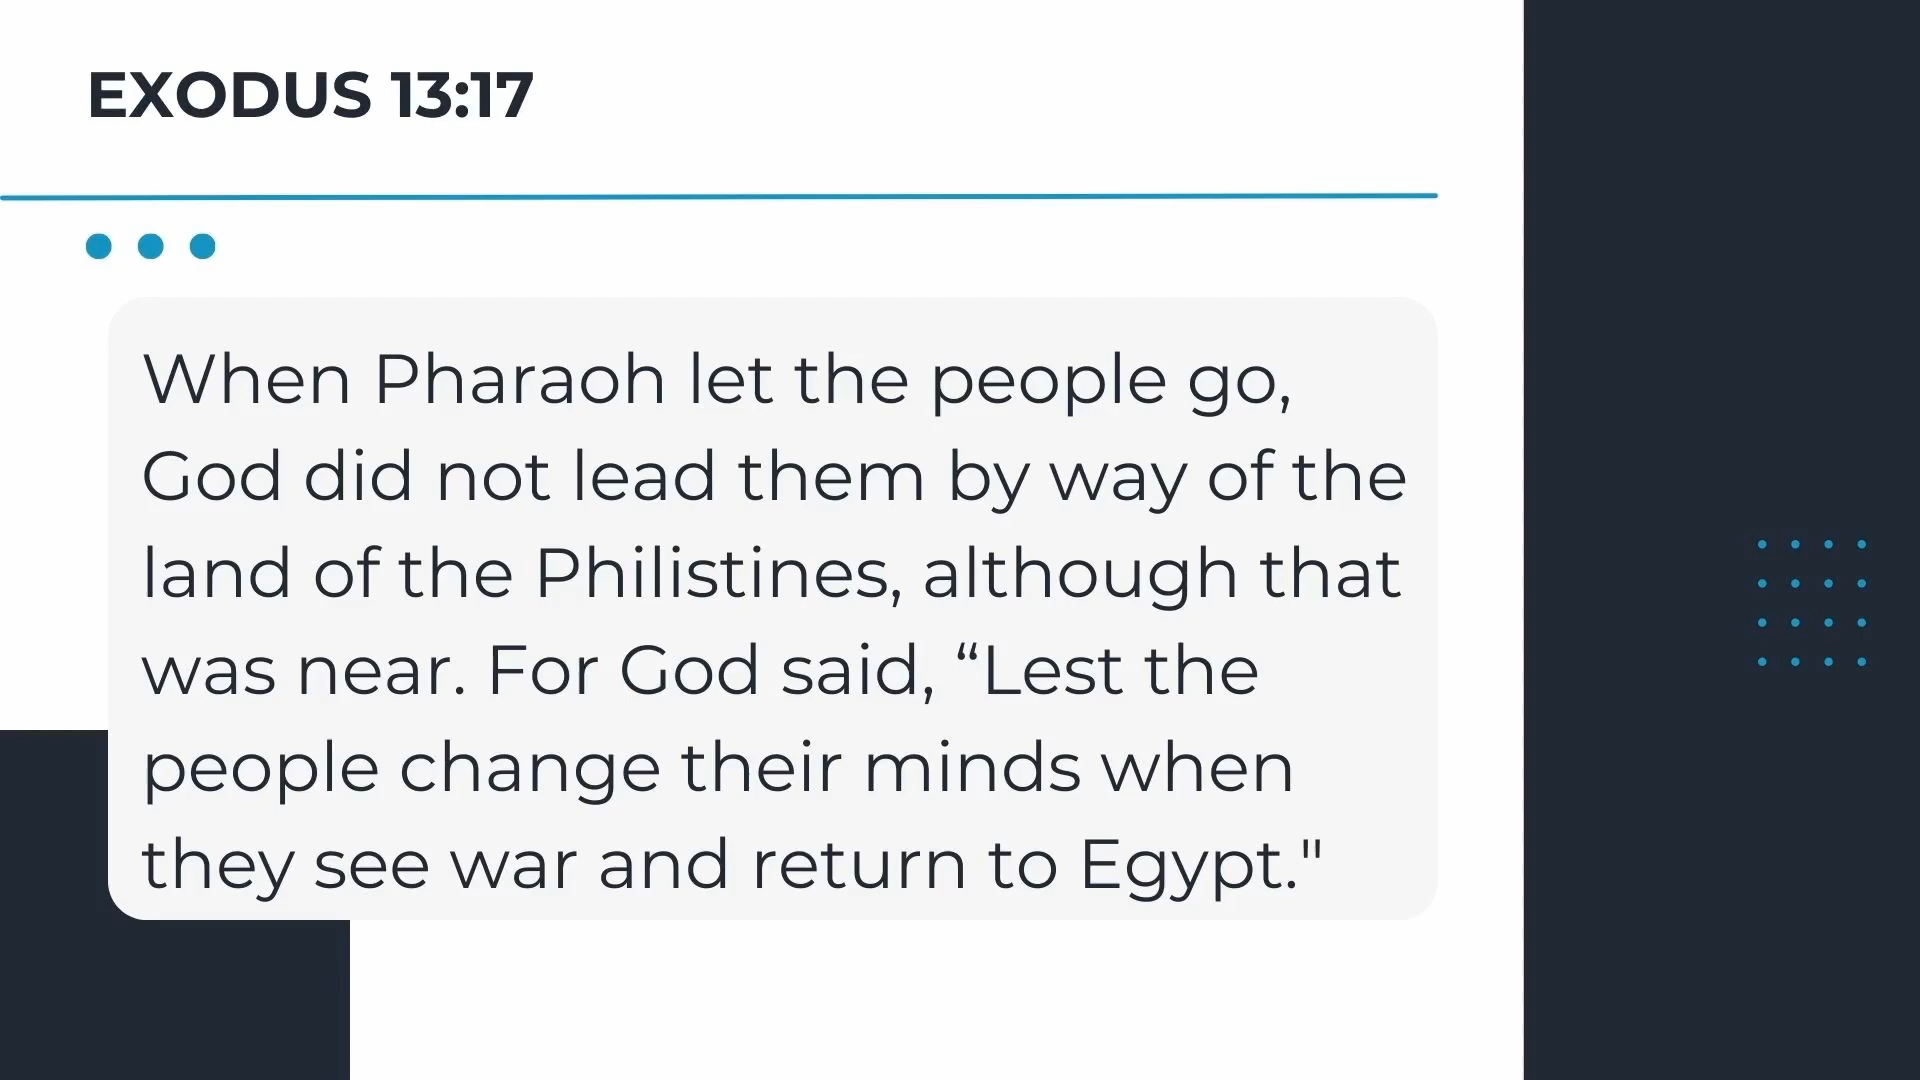 EXODUS 13:17
When Pharaoh let the people go,
God did not lead them by way of the
land of the Philistines, although that
was near. For God said, “Lest the
people change their minds when
they see war and return to Egypt."